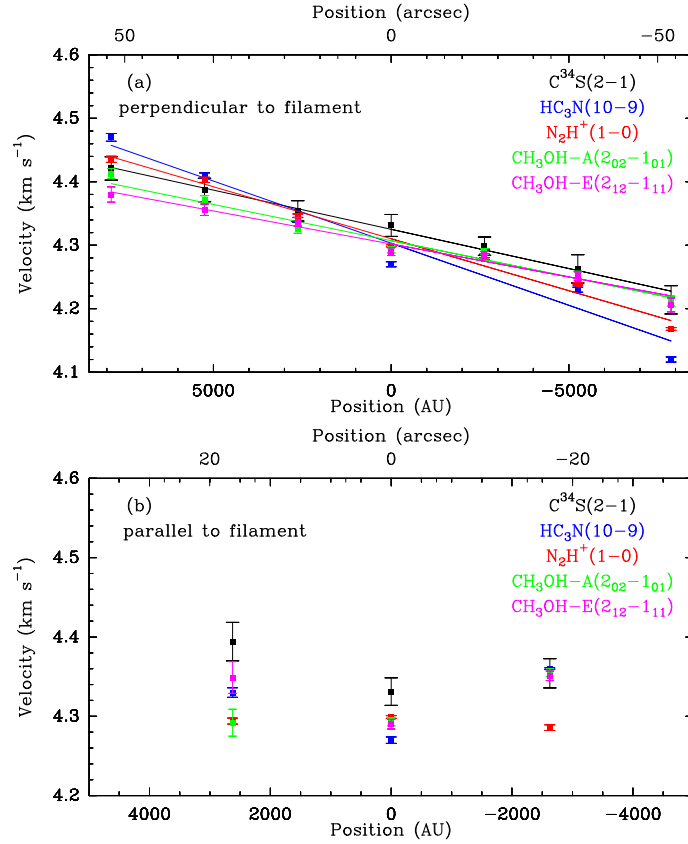 Position (arcsec)
50 0 −50
4.6
(a) C³⁴S(2−1)
perpendicular to filament HC₃N(10−9)
4.5
N₂H⁺(1−0)
CH₃OH−A(2₀₂−1₀₁)
4.4
CH₃OH−E(2₁₂−1₁₁)
Velocity (km s⁻¹)
4.3
4.2
4.1
5000 0 −5000
Position (AU)
Position (arcsec)
20 0 −20
4.6
(b) C³⁴S(2−1)
parallel to filament HC₃N(10−9)
4.5
N₂H⁺(1−0)
CH₃OH−A(2₀₂−1₀₁)
CH₃OH−E(2₁₂−1₁₁)
4.4
Velocity (km s⁻¹)
4.3
4.2
4000 2000 0 −2000 −4000
Position (AU)